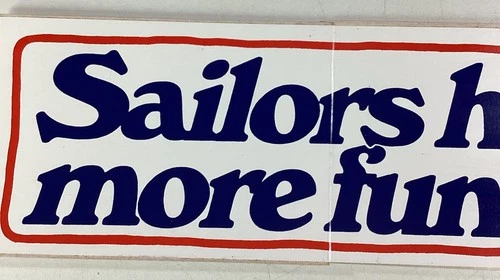 Sailors h
more fun